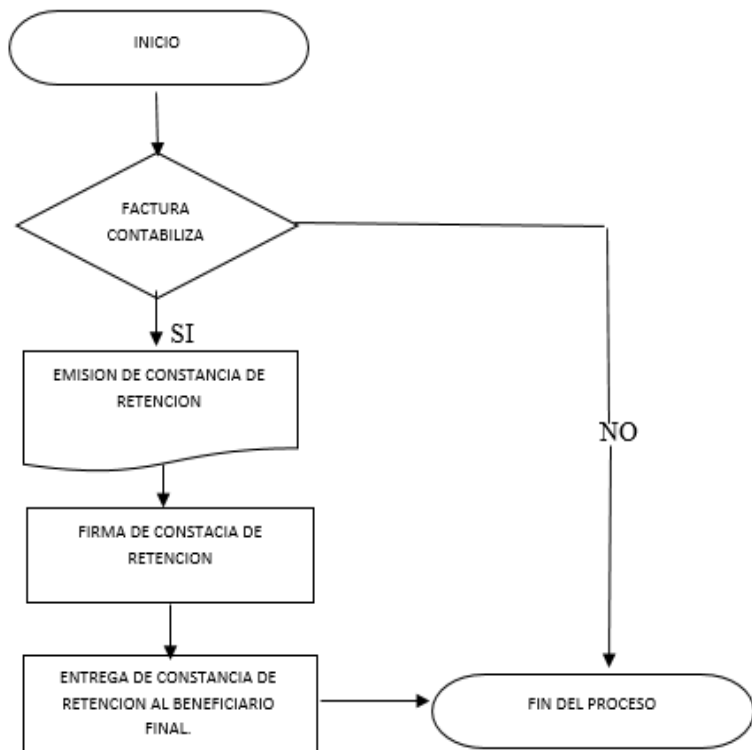 INICIO
FACTURA
CONTABILIZA
SI
EMISION DE CONSTANCIA DE
RETENCION
NO
FIRMA DE CONSTACIA DE
RETENCION
ENTREGA DE CONSTANCIA DE
RETENCION AL BENEFICIARIO
FINAL.
FIN DEL PROCESO